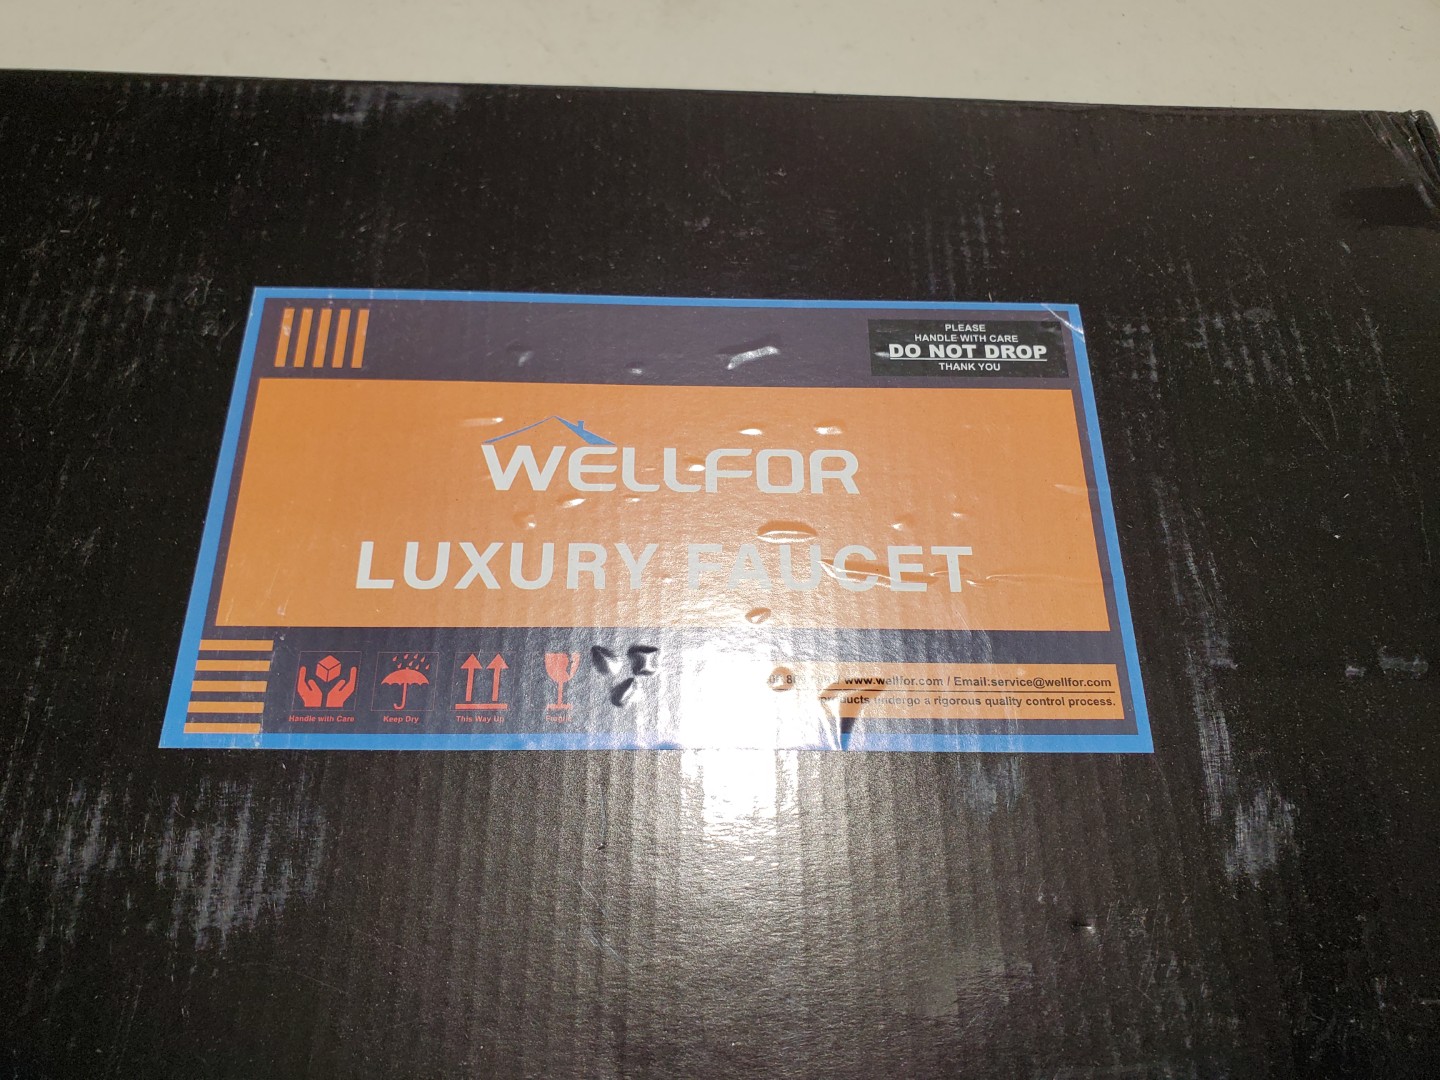 PLEASE
HANDLE WITH CARE
DO NOT DROP
THANK YOU
WELLFOR
LUXURY FAUCET
Handle with Care
Keep Dry
This Way Up
www.wellfor.com / Email:service@wellfor.com
undergo a rigorous quality control process.